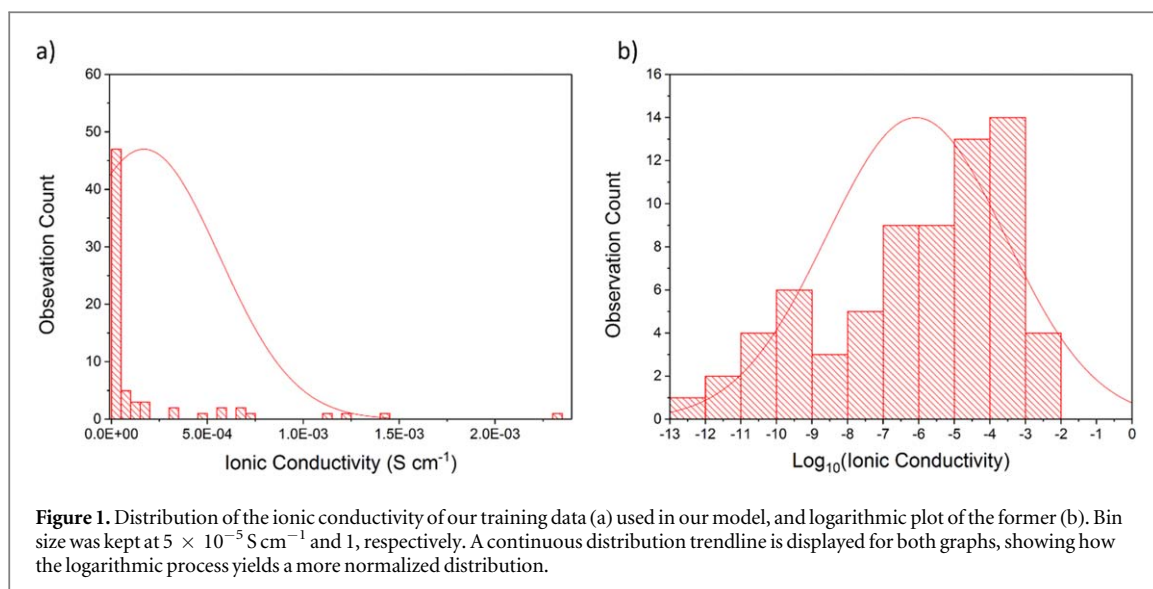 a)
60
50
40
30
20
10
0
Obsevation Count
0.0E+00 5.0E-04 1.0E-03 1.5E-03 2.0E-03
Ionic Conductivity (S cm⁻¹)
b)
16
14
12
10
8
6
4
2
0
Observation Count
-13 -12 -11 -10 -9 -8 -7 -6 -5 -4 -3 -2 -1 0
Log₁₀(Ionic Conductivity)
Figure 1. Distribution of the ionic conductivity of our training data (a) used in our model, and logarithmic plot of the former (b). Bin
size was kept at 5 × 10⁻⁵ S cm⁻¹ and 1, respectively. A continuous distribution trendline is displayed for both graphs, showing how
the logarithmic process yields a more normalized distribution.